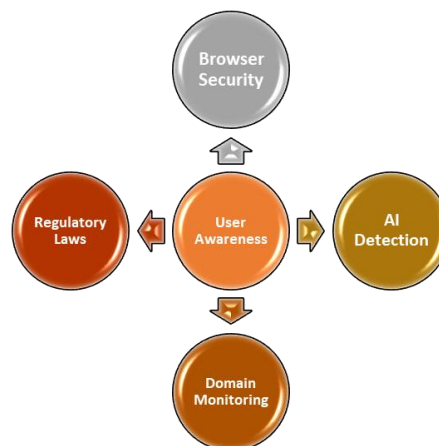 Browser
Security
Regulatory
Laws
User
Awareness
AI
Detection
Domain
Monitoring